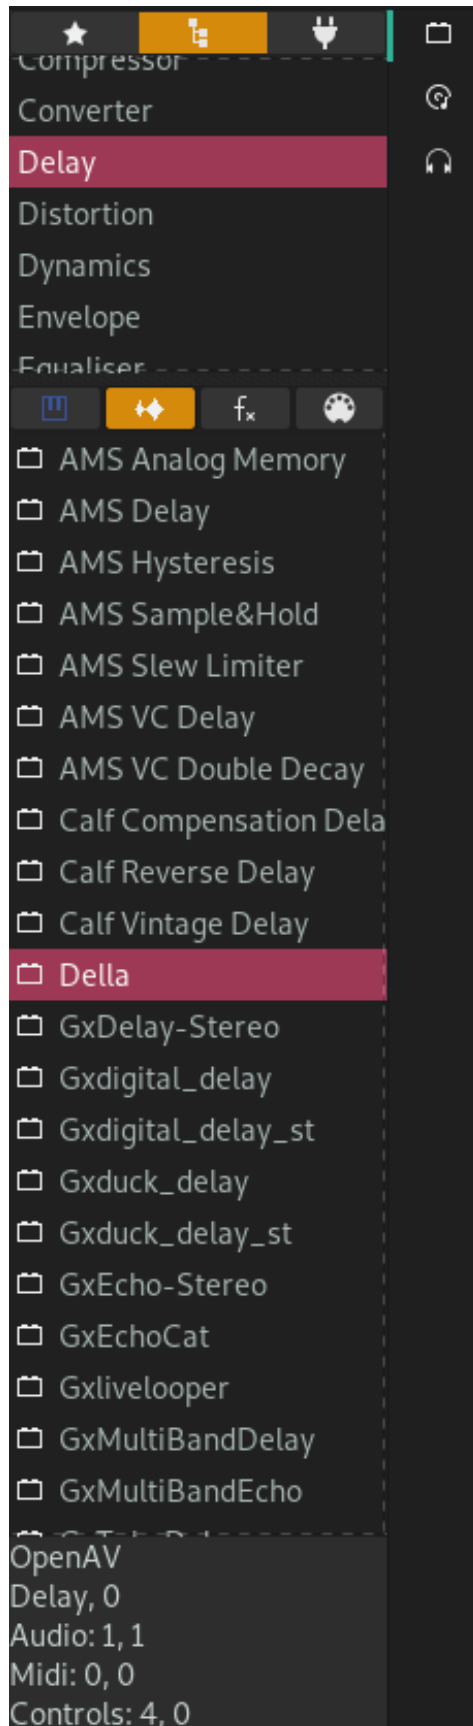 Compressor
Converter
Delay
Distortion
Dynamics
Envelope
Equaliser
fx
AMS Analog Memory
AMS Delay
AMS Hysteresis
AMS Sample&Hold
AMS Slew Limiter
AMS VC Delay
AMS VC Double Decay
Calf Compensation Dela
Calf Reverse Delay
Calf Vintage Delay
Della
GxDelay-Stereo
Gxdigital_delay
Gxdigital_delay_st
Gxduck_delay
Gxduck_delay_st
GxEcho-Stereo
GxEchoCat
Gxlivelooper
GxMultiBandDelay
GxMultiBandEcho
OpenAV
Delay, 0
Audio: 1, 1
Midi: 0, 0
Controls: 4, 0